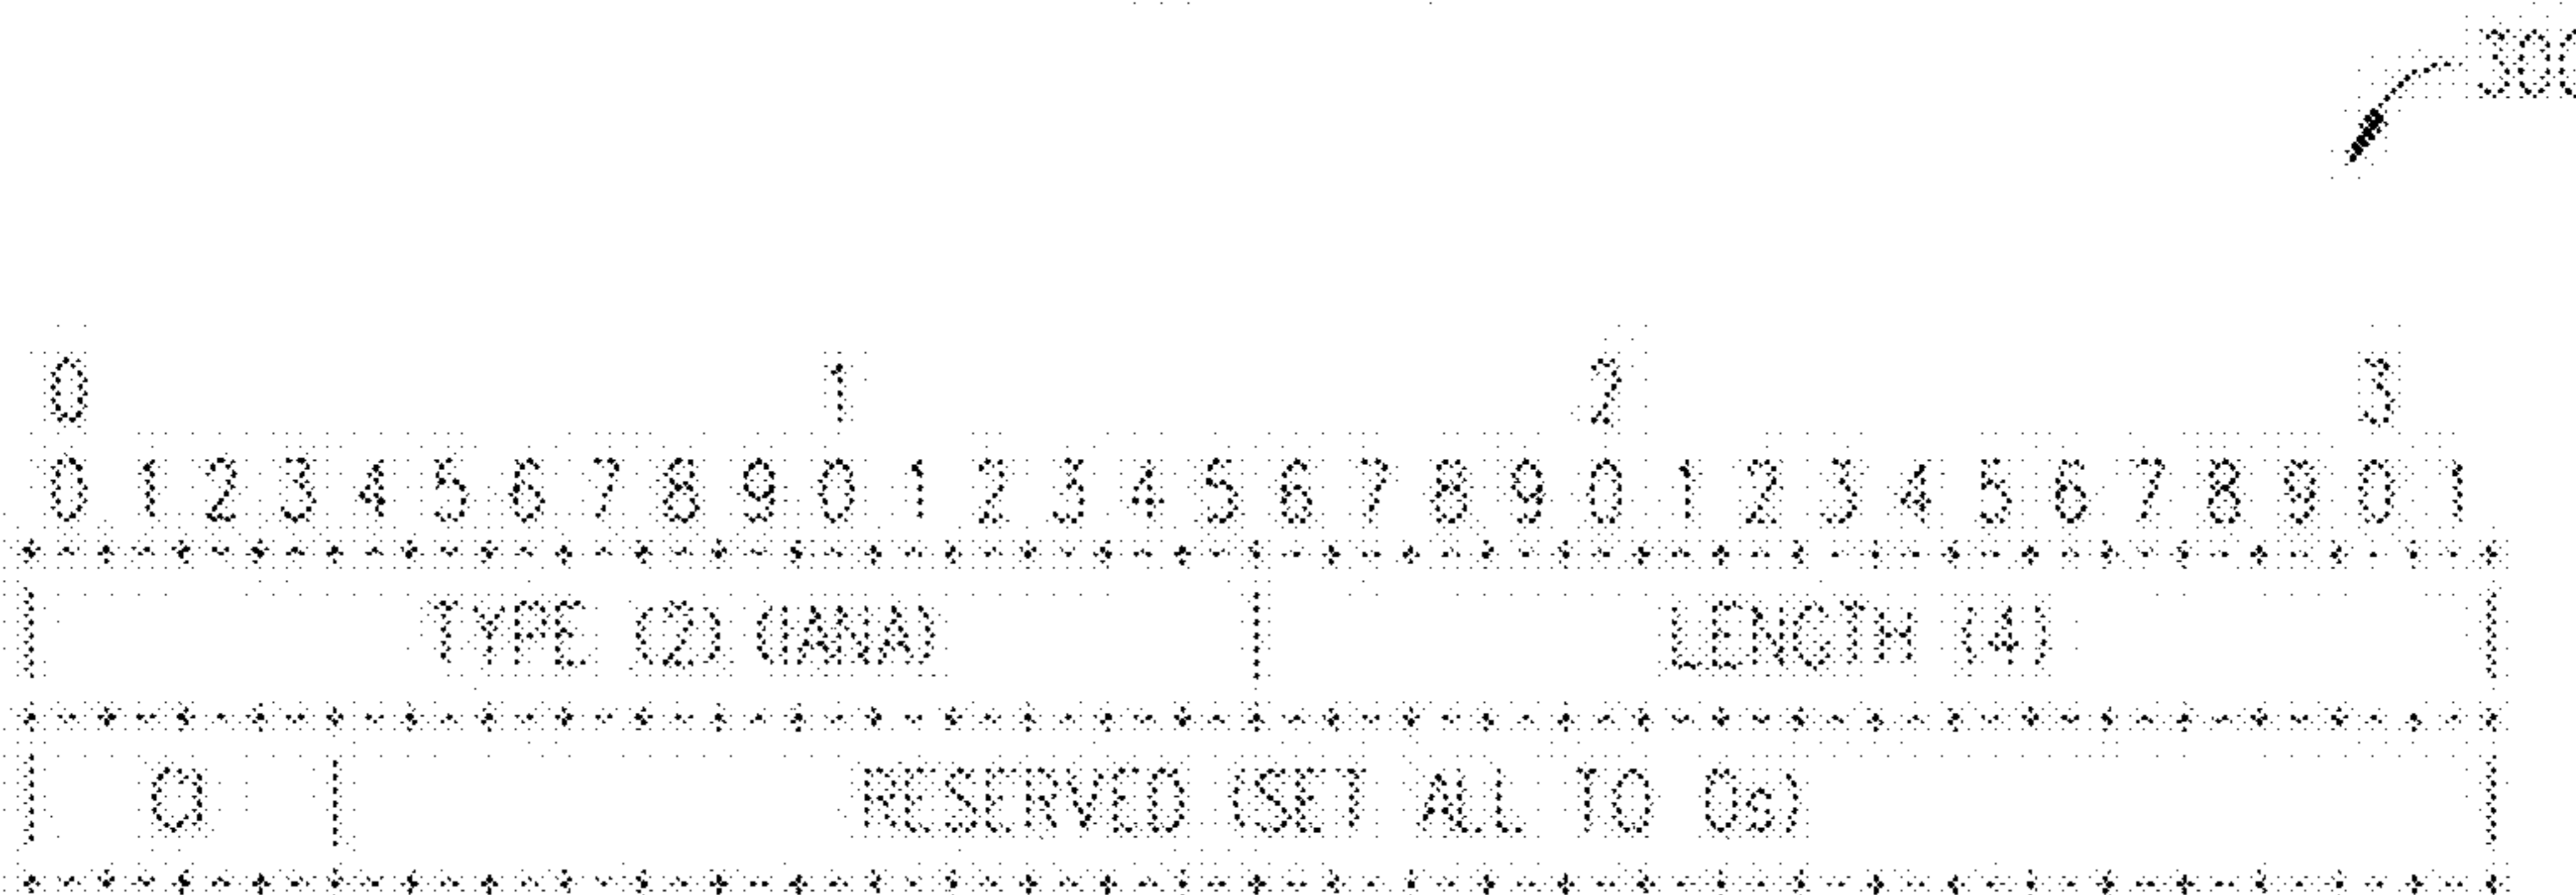 300
0 1 2 3
0 1 2 3 4 5 6 7 8 9 0 1 2 3 4 5 6 7 8 9 0 1 2 3 4 5 6 7 8 9 0 1
TYPE (2) (IANA) LENGTH (4)
O RESERVED (SET ALL TO 0s)